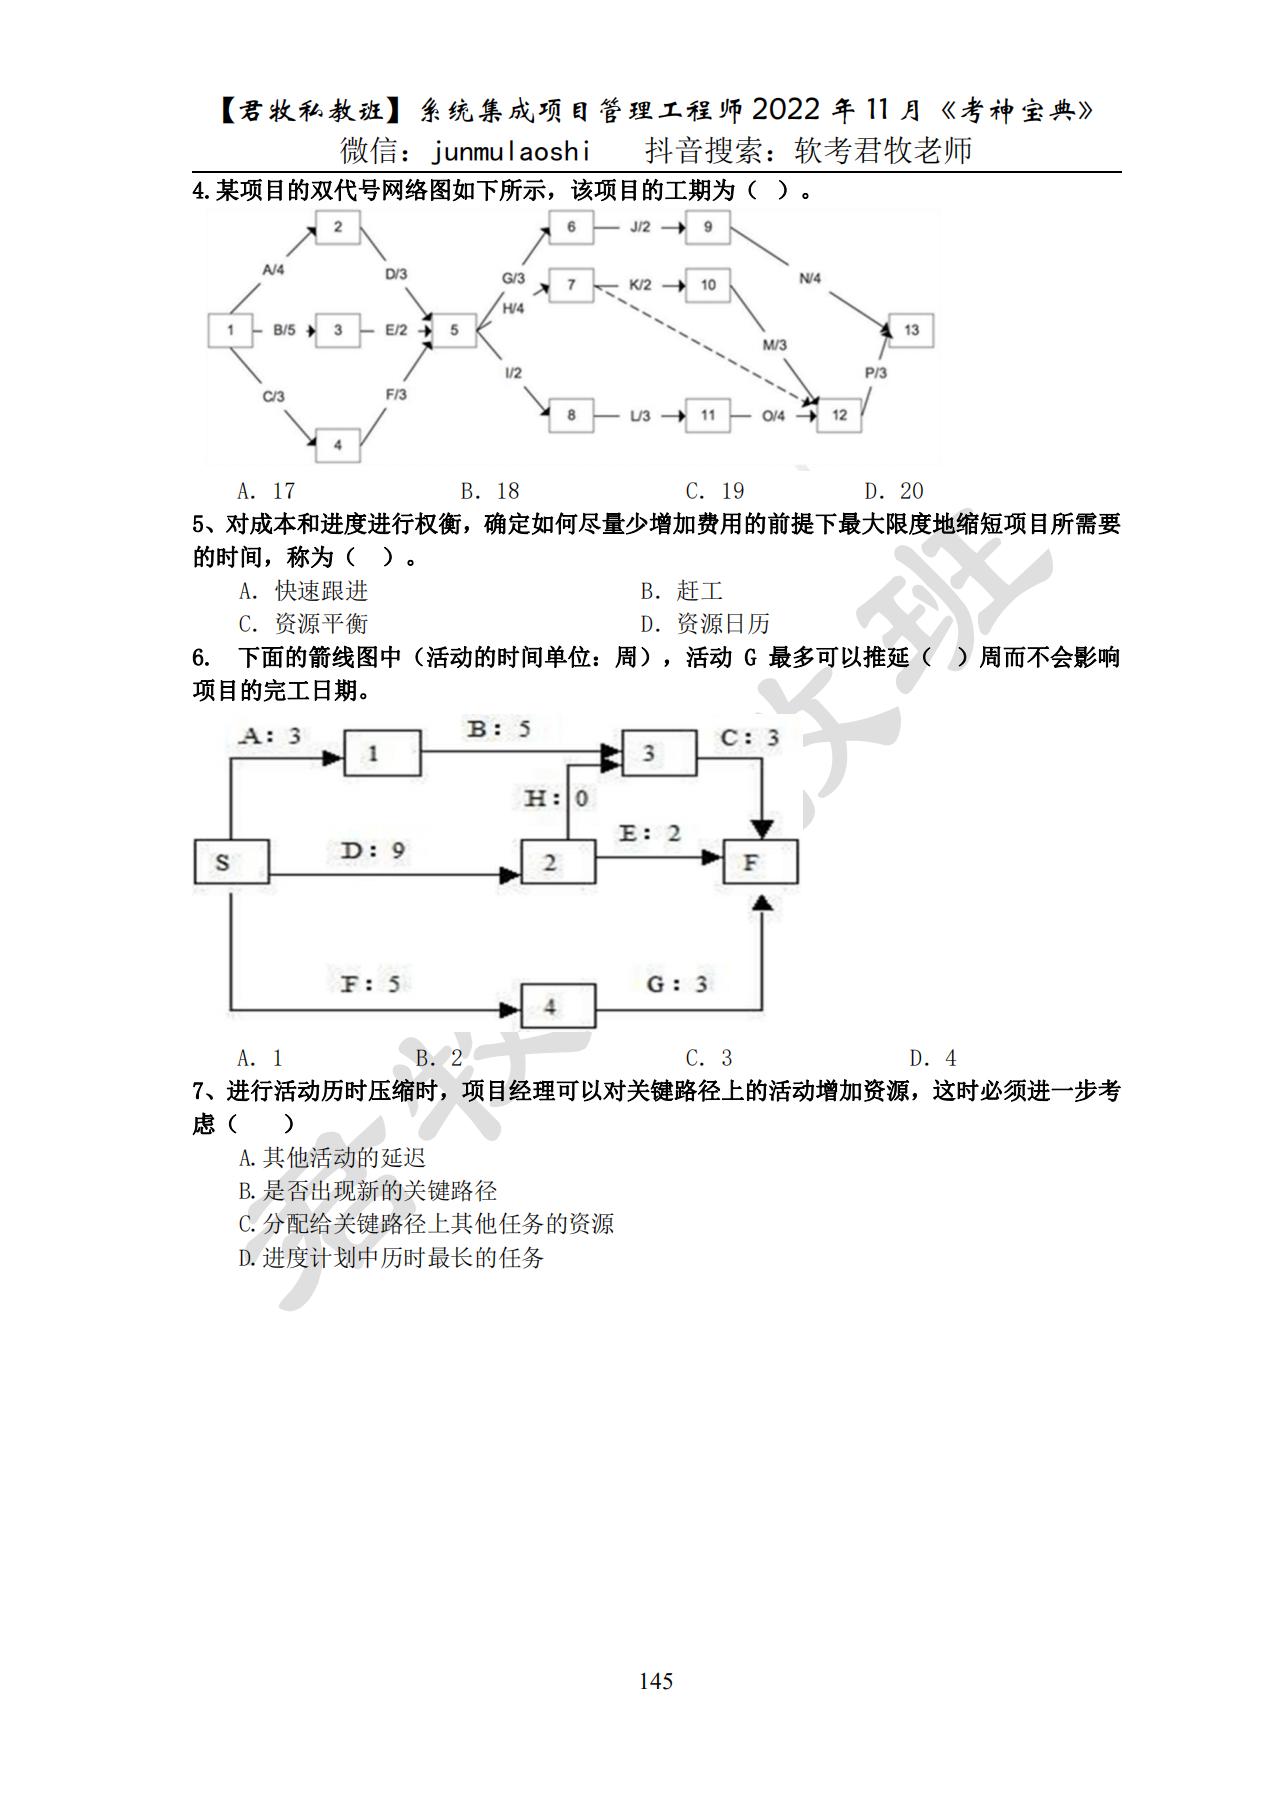 【君牧私教班】系统集成项目管理工程师 2022 年 11 月《考神宝典》
微信：junmulaoshi 抖音搜索：软考君牧老师
4.某项目的双代号网络图如下所示，该项目的工期为（ ）。
2 6 J/2 9
A/4 D/3 G/3 7 K/2 10 N/4
H/4
1 B/5 3 E/2 5 13
M/3
C/3 F/3 I/2 P/3
4 8 L/3 11 O/4 12
A. 17 B. 18 C. 19 D. 20
5、对成本和进度进行权衡，确定如何尽量少增加费用的前提下最大限度地缩短项目所需要
的时间，称为（ ）。
A. 快速跟进 B. 赶工
C. 资源平衡 D. 资源日历
6. 下面的箭线图中（活动的时间单位：周），活动 G 最多可以推延（ ）周而不会影响
项目的完工日期。
A：3 1 B：5 3 C：3
H：0
S D：9 2 E：2 F
F：5 4 G：3
A. 1 B. 2 C. 3 D. 4
7、进行活动历时压缩时，项目经理可以对关键路径上的活动增加资源，这时必须进一步考
虑（ ）
A.其他活动的延迟
B.是否出现新的关键路径
C.分配给关键路径上其他任务的资源
D.进度计划中历时最长的任务
君牧班
145